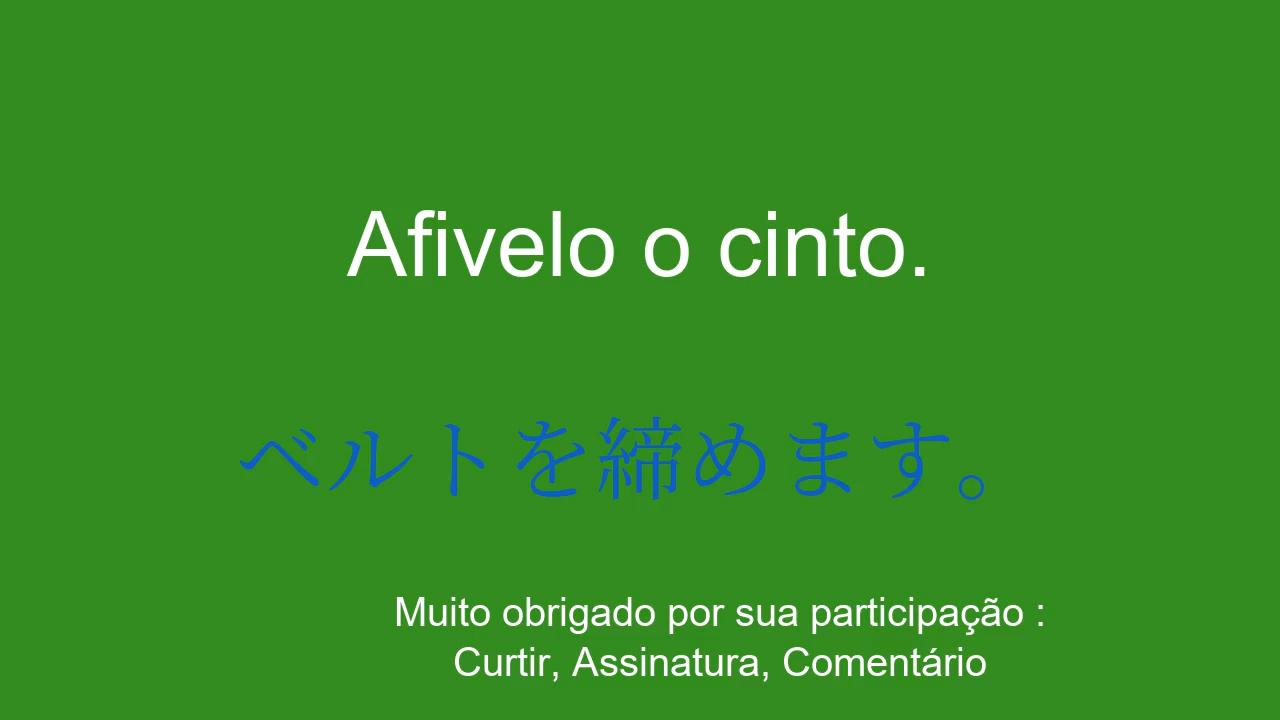 Afivelo o cinto.
ベルトを締めます。
Muito obrigado por sua participação :
Curtir, Assinatura, Comentário